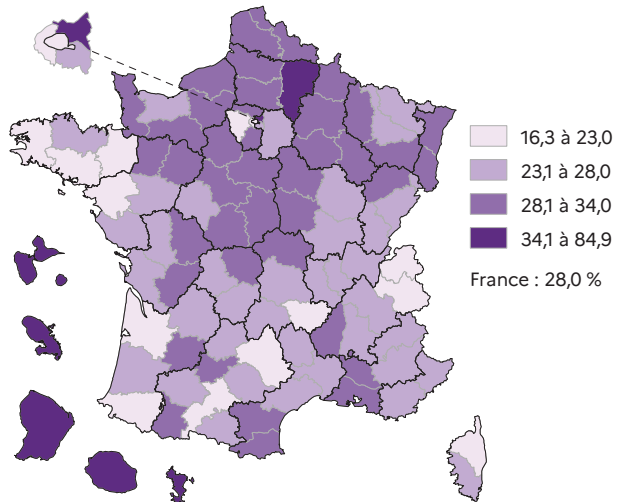 16,3 à 23,0
23,1 à 28,0
28,1 à 34,0
34,1 à 84,9
France : 28,0 %